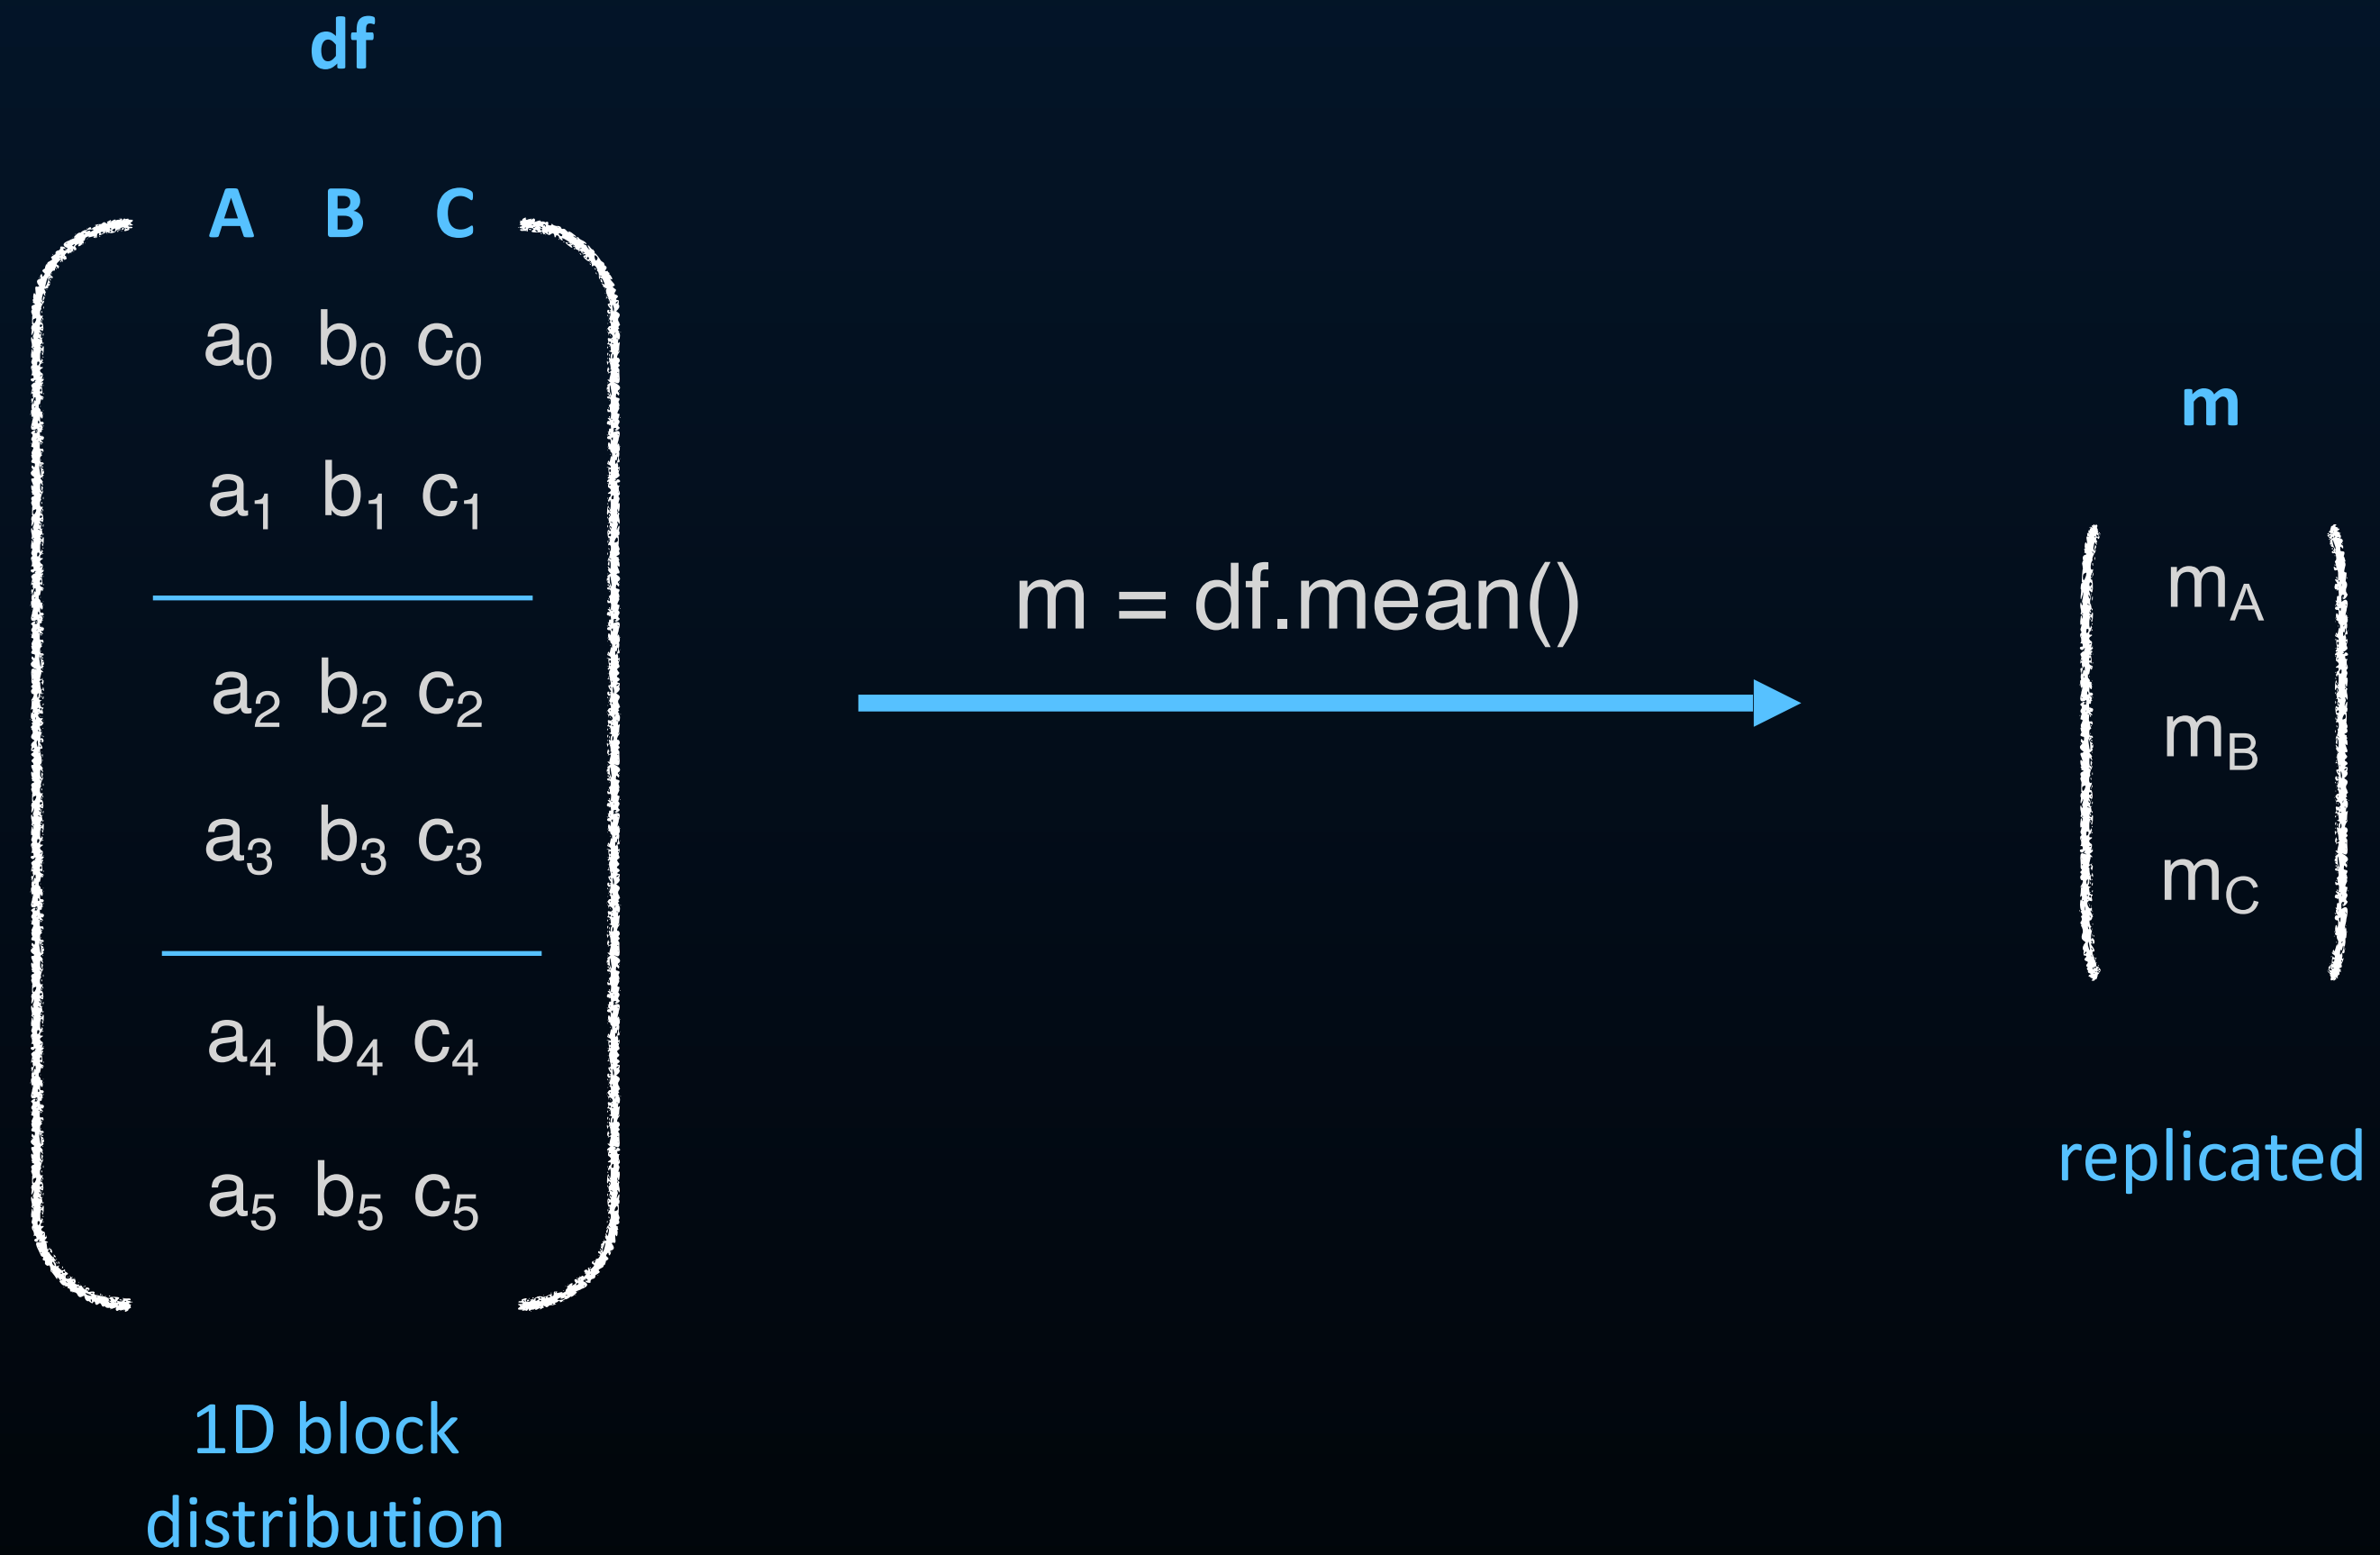 df
A B C
a0 b0 c0
a1 b1 c1
a2 b2 c2
a3 b3 c3
a4 b4 c4
a5 b5 c5
1D block
distribution
m = df.mean()
m
mA
mB
mC
replicated